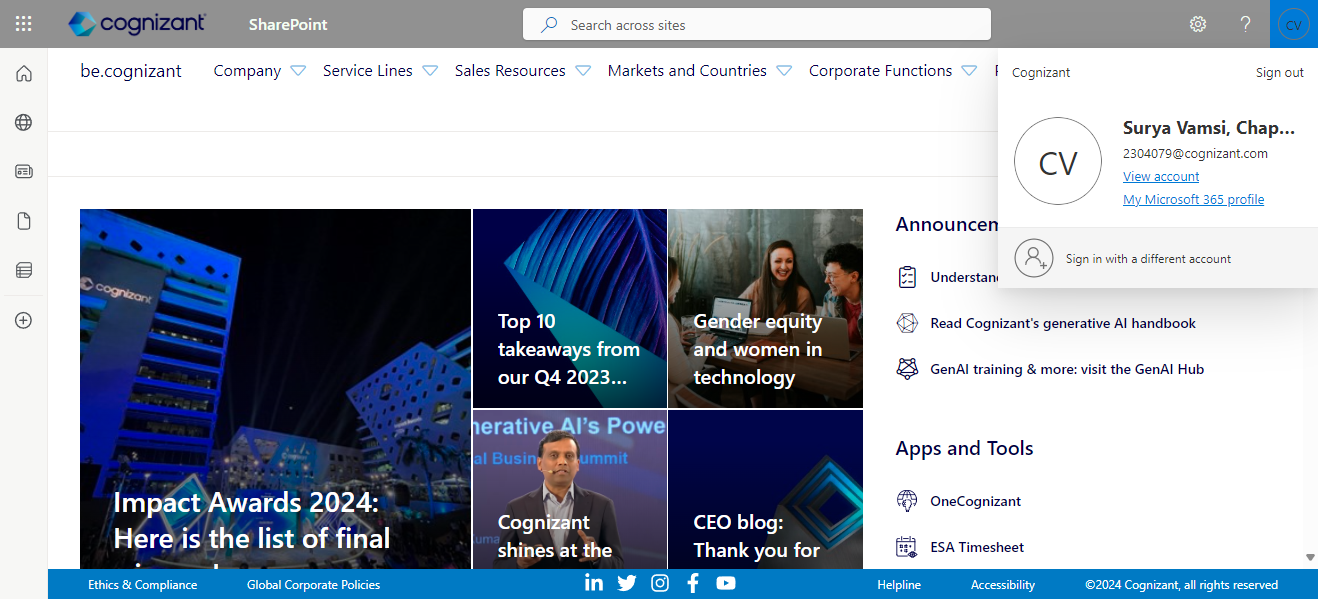 cognizant
SharePoint
Search across sites
?
CV
be.cognizant
Company
Service Lines
Sales Resources
Markets and Countries
Corporate Functions
Cognizant
Sign out
CV
Surya Vamsi, Chap...
2304079@cognizant.com
View account
My Microsoft 365 profile
Sign in with a different account
cognizant
Impact Awards 2024:
Here is the list of final
Top 10
takeaways from
our Q4 2023...
Gender equity
and women in
technology
nerative AI's Powe
al Busin
ummit
Cognizant
shines at the
CEO blog:
Thank you for
Announcem
Understan
Read Cognizant's generative AI handbook
GenAI training & more: visit the GenAI Hub
Apps and Tools
OneCognizant
ESA Timesheet
Ethics & Compliance
Global Corporate Policies
in
f
Helpline
Accessibility
©2024 Cognizant, all rights reserved